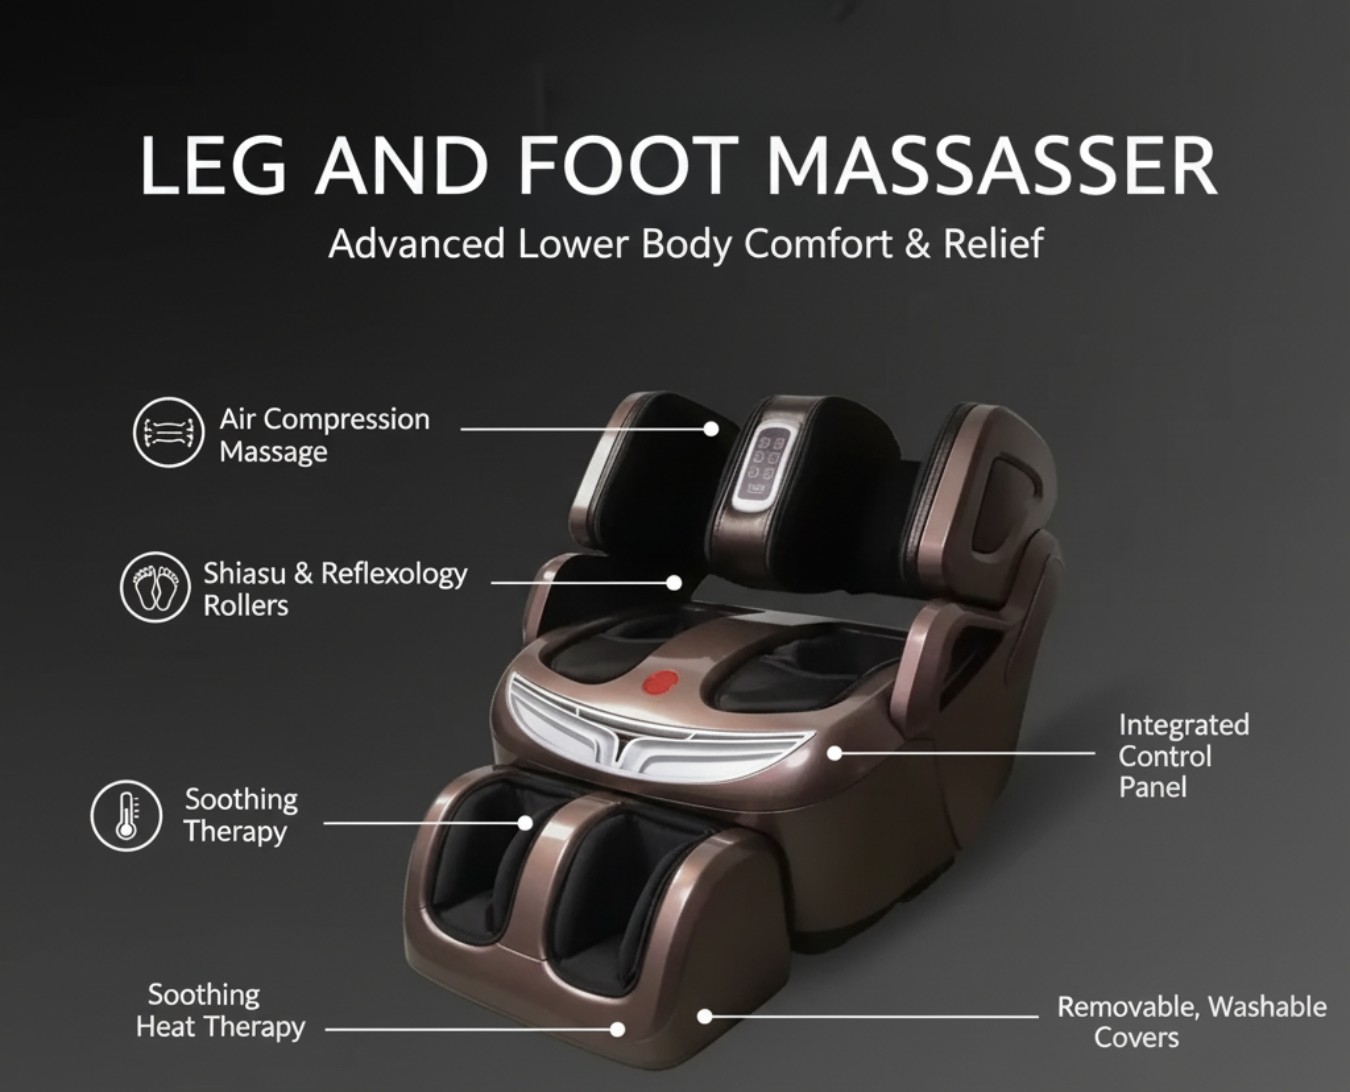 LEG AND FOOT MASSASSER
Advanced Lower Body Comfort & Relief
Air Compression
Massage
Shiasu & Reflexology
Rollers
Integrated
Control
Panel
Soothing
Therapy
Soothing
Heat Therapy
Removable, Washable
Covers